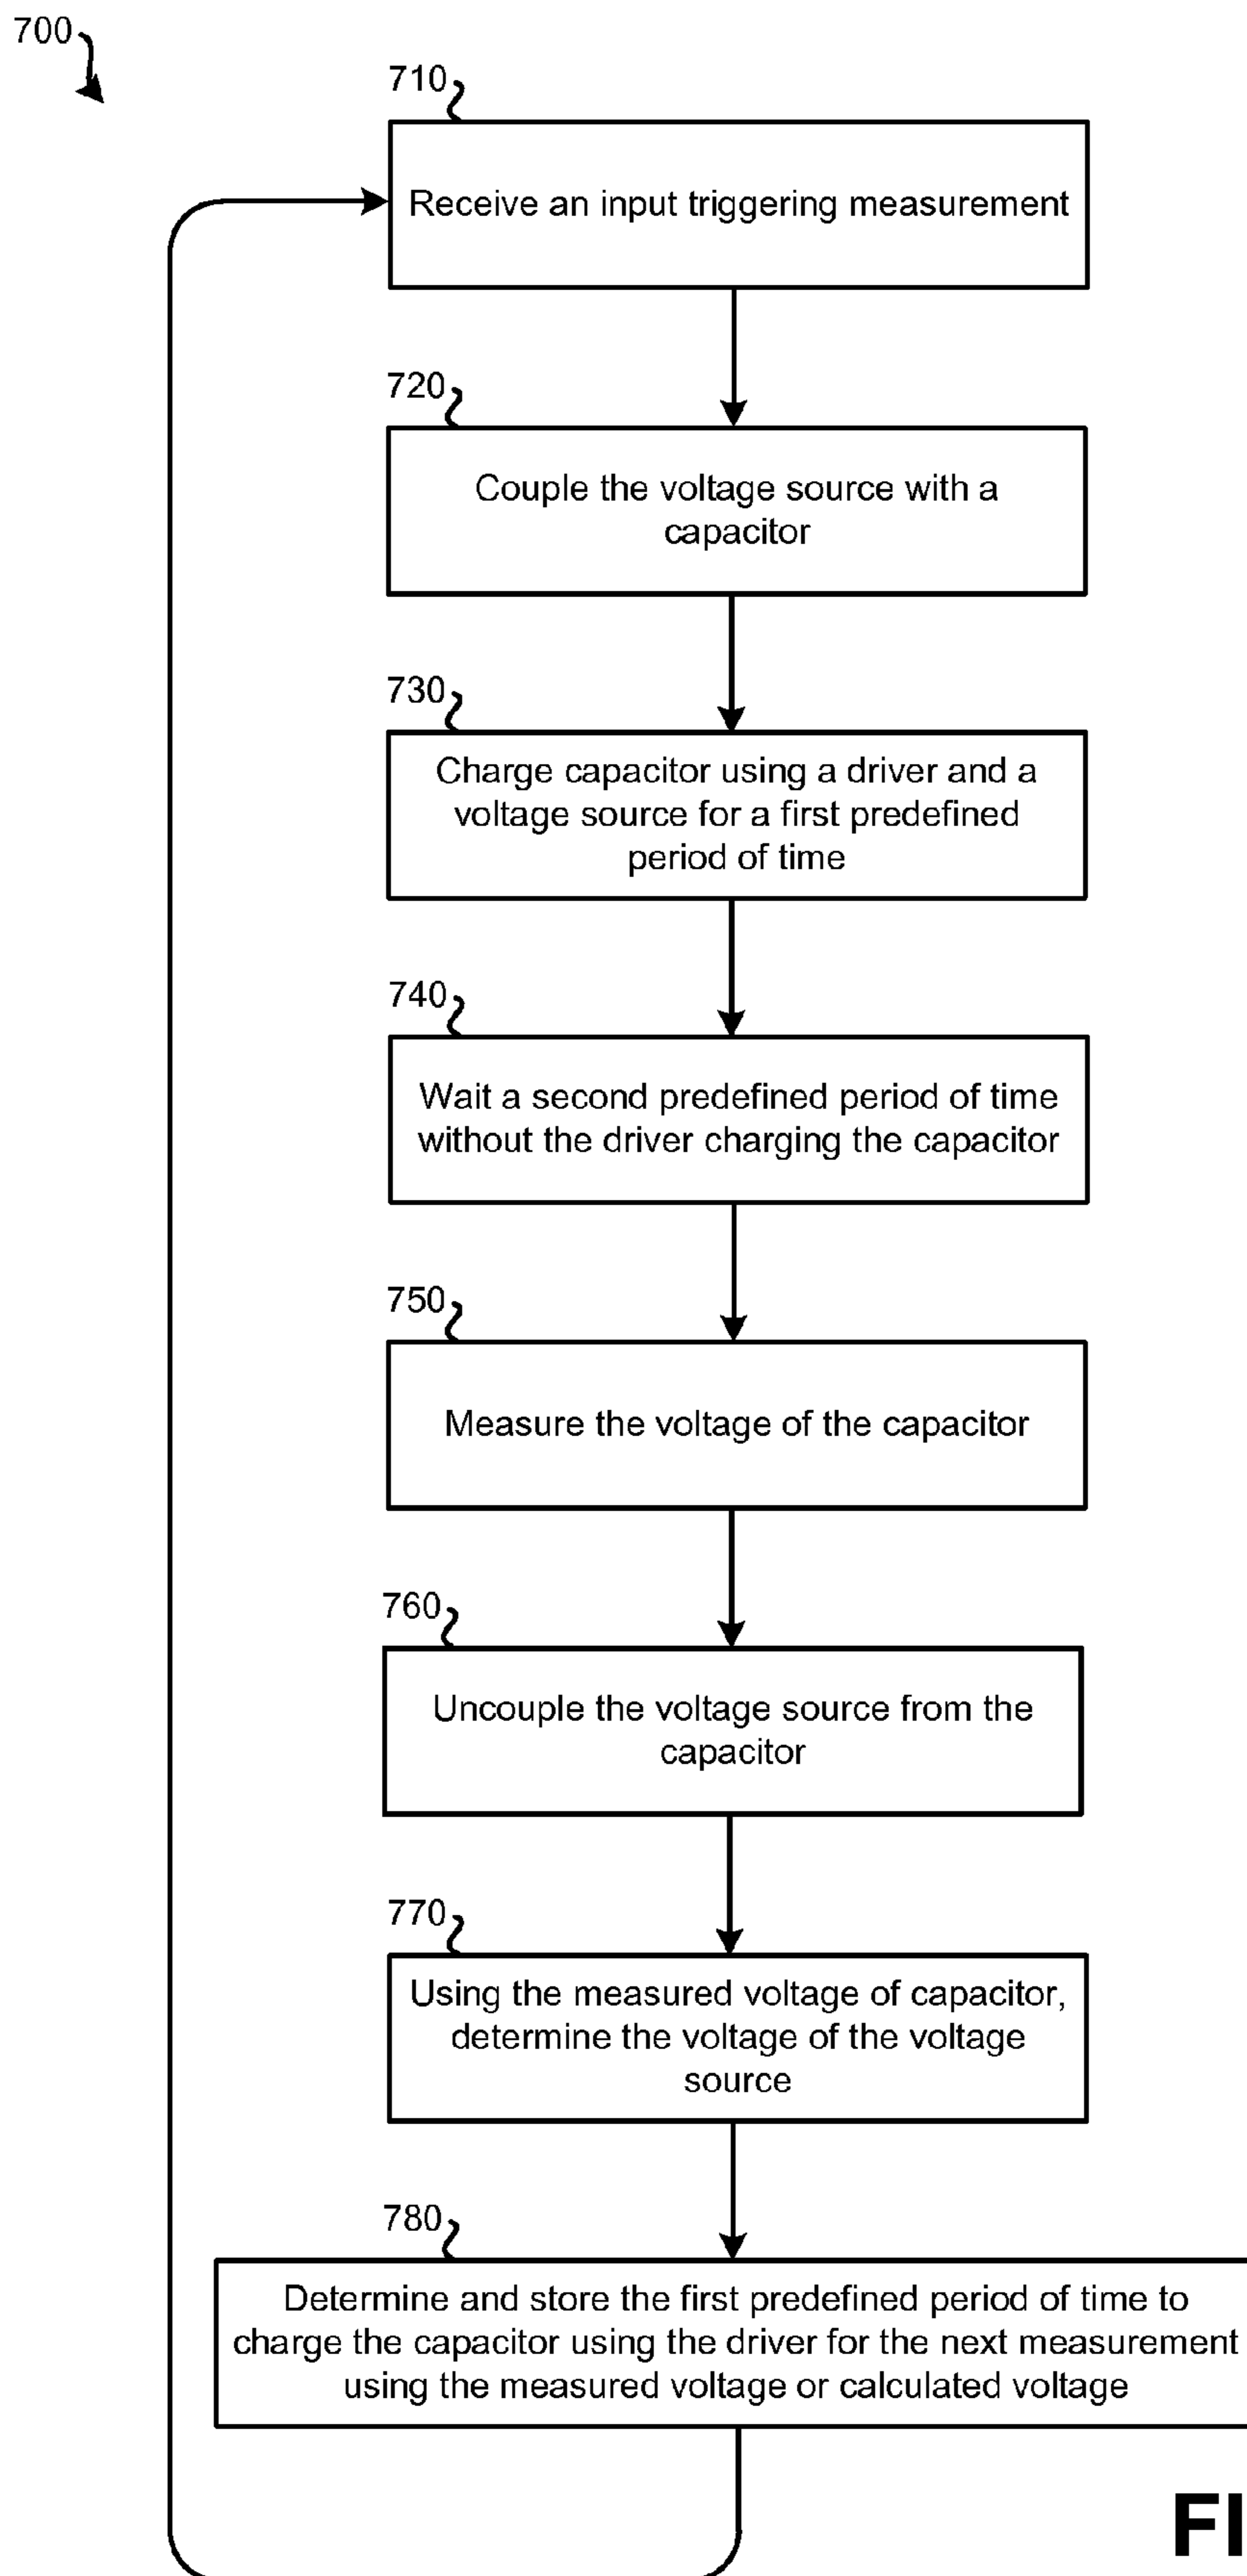 700
710
Receive an input triggering measurement
720
Couple the voltage source with a
capacitor
730
Charge capacitor using a driver and a
voltage source for a first predefined
period of time
740
Wait a second predefined period of time
without the driver charging the capacitor
750
Measure the voltage of the capacitor
760
Uncouple the voltage source from the
capacitor
770
Using the measured voltage of capacitor,
determine the voltage of the voltage
source
780
Determine and store the first predefined period of time to
charge the capacitor using the driver for the next measurement
using the measured voltage or calculated voltage
FI